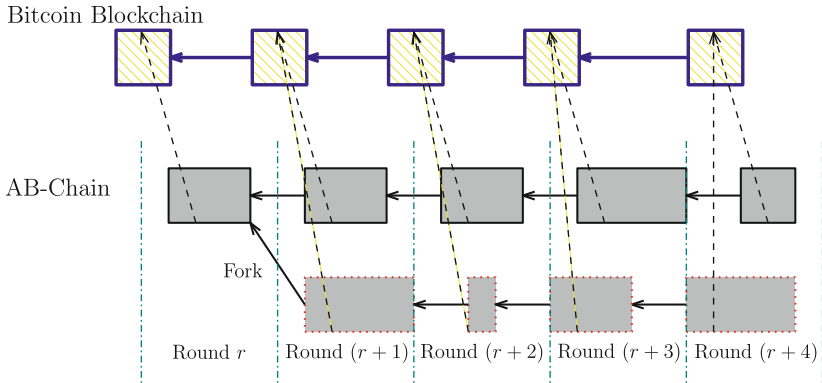 Bitcoin Blockchain
AB-Chain
Fork
Round r
Round (r + 1)
Round (r + 2)
Round (r + 3)
Round (r + 4)